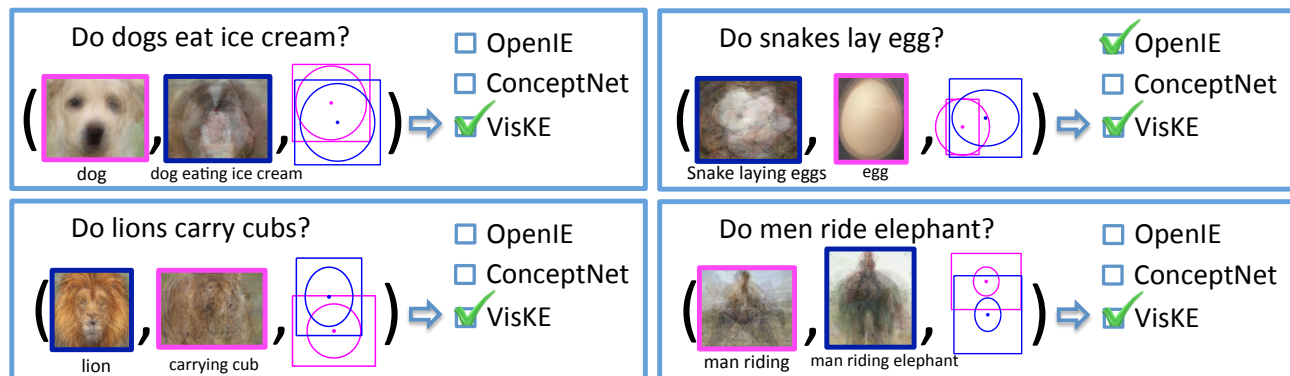 Do dogs eat ice cream?
OpenIE
ConceptNet
VisKE
( , , )
dog
dog eating ice cream
Do snakes lay egg?
OpenIE
ConceptNet
VisKE
( , , )
Snake laying eggs
egg
Do lions carry cubs?
OpenIE
ConceptNet
VisKE
( , , )
lion
carrying cub
Do men ride elephant?
OpenIE
ConceptNet
VisKE
( , , )
man riding
man riding elephant